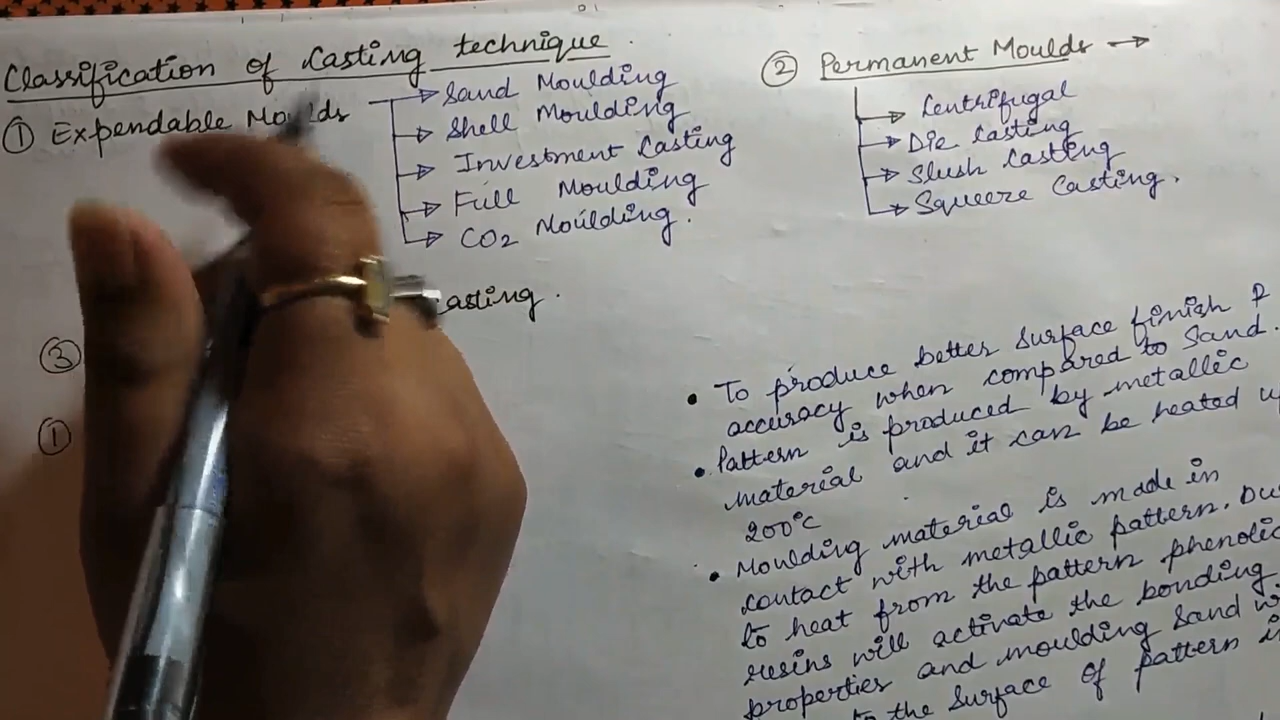 Classification of Casting technique.
① Expendable Moulds
→ Sand Moulding
→ Shell Moulding
→ Investment Casting
→ Full Moulding
→ CO2 Moulding.
② Permanent Moulds →
→ Centrifugal
→ Die Casting
→ Slush Casting
→ Squeeze Casting.
③ asting.
①
• To produce better surface finish &
accuracy when compared to Sand.
• Pattern is produced by metallic
material and it can be heated
200°C
• Moulding material is made in
contact with metallic pattern.
to heat from the pattern phenolic
resins will activate the bonding
properties and moulding Sand
to the surface of pattern